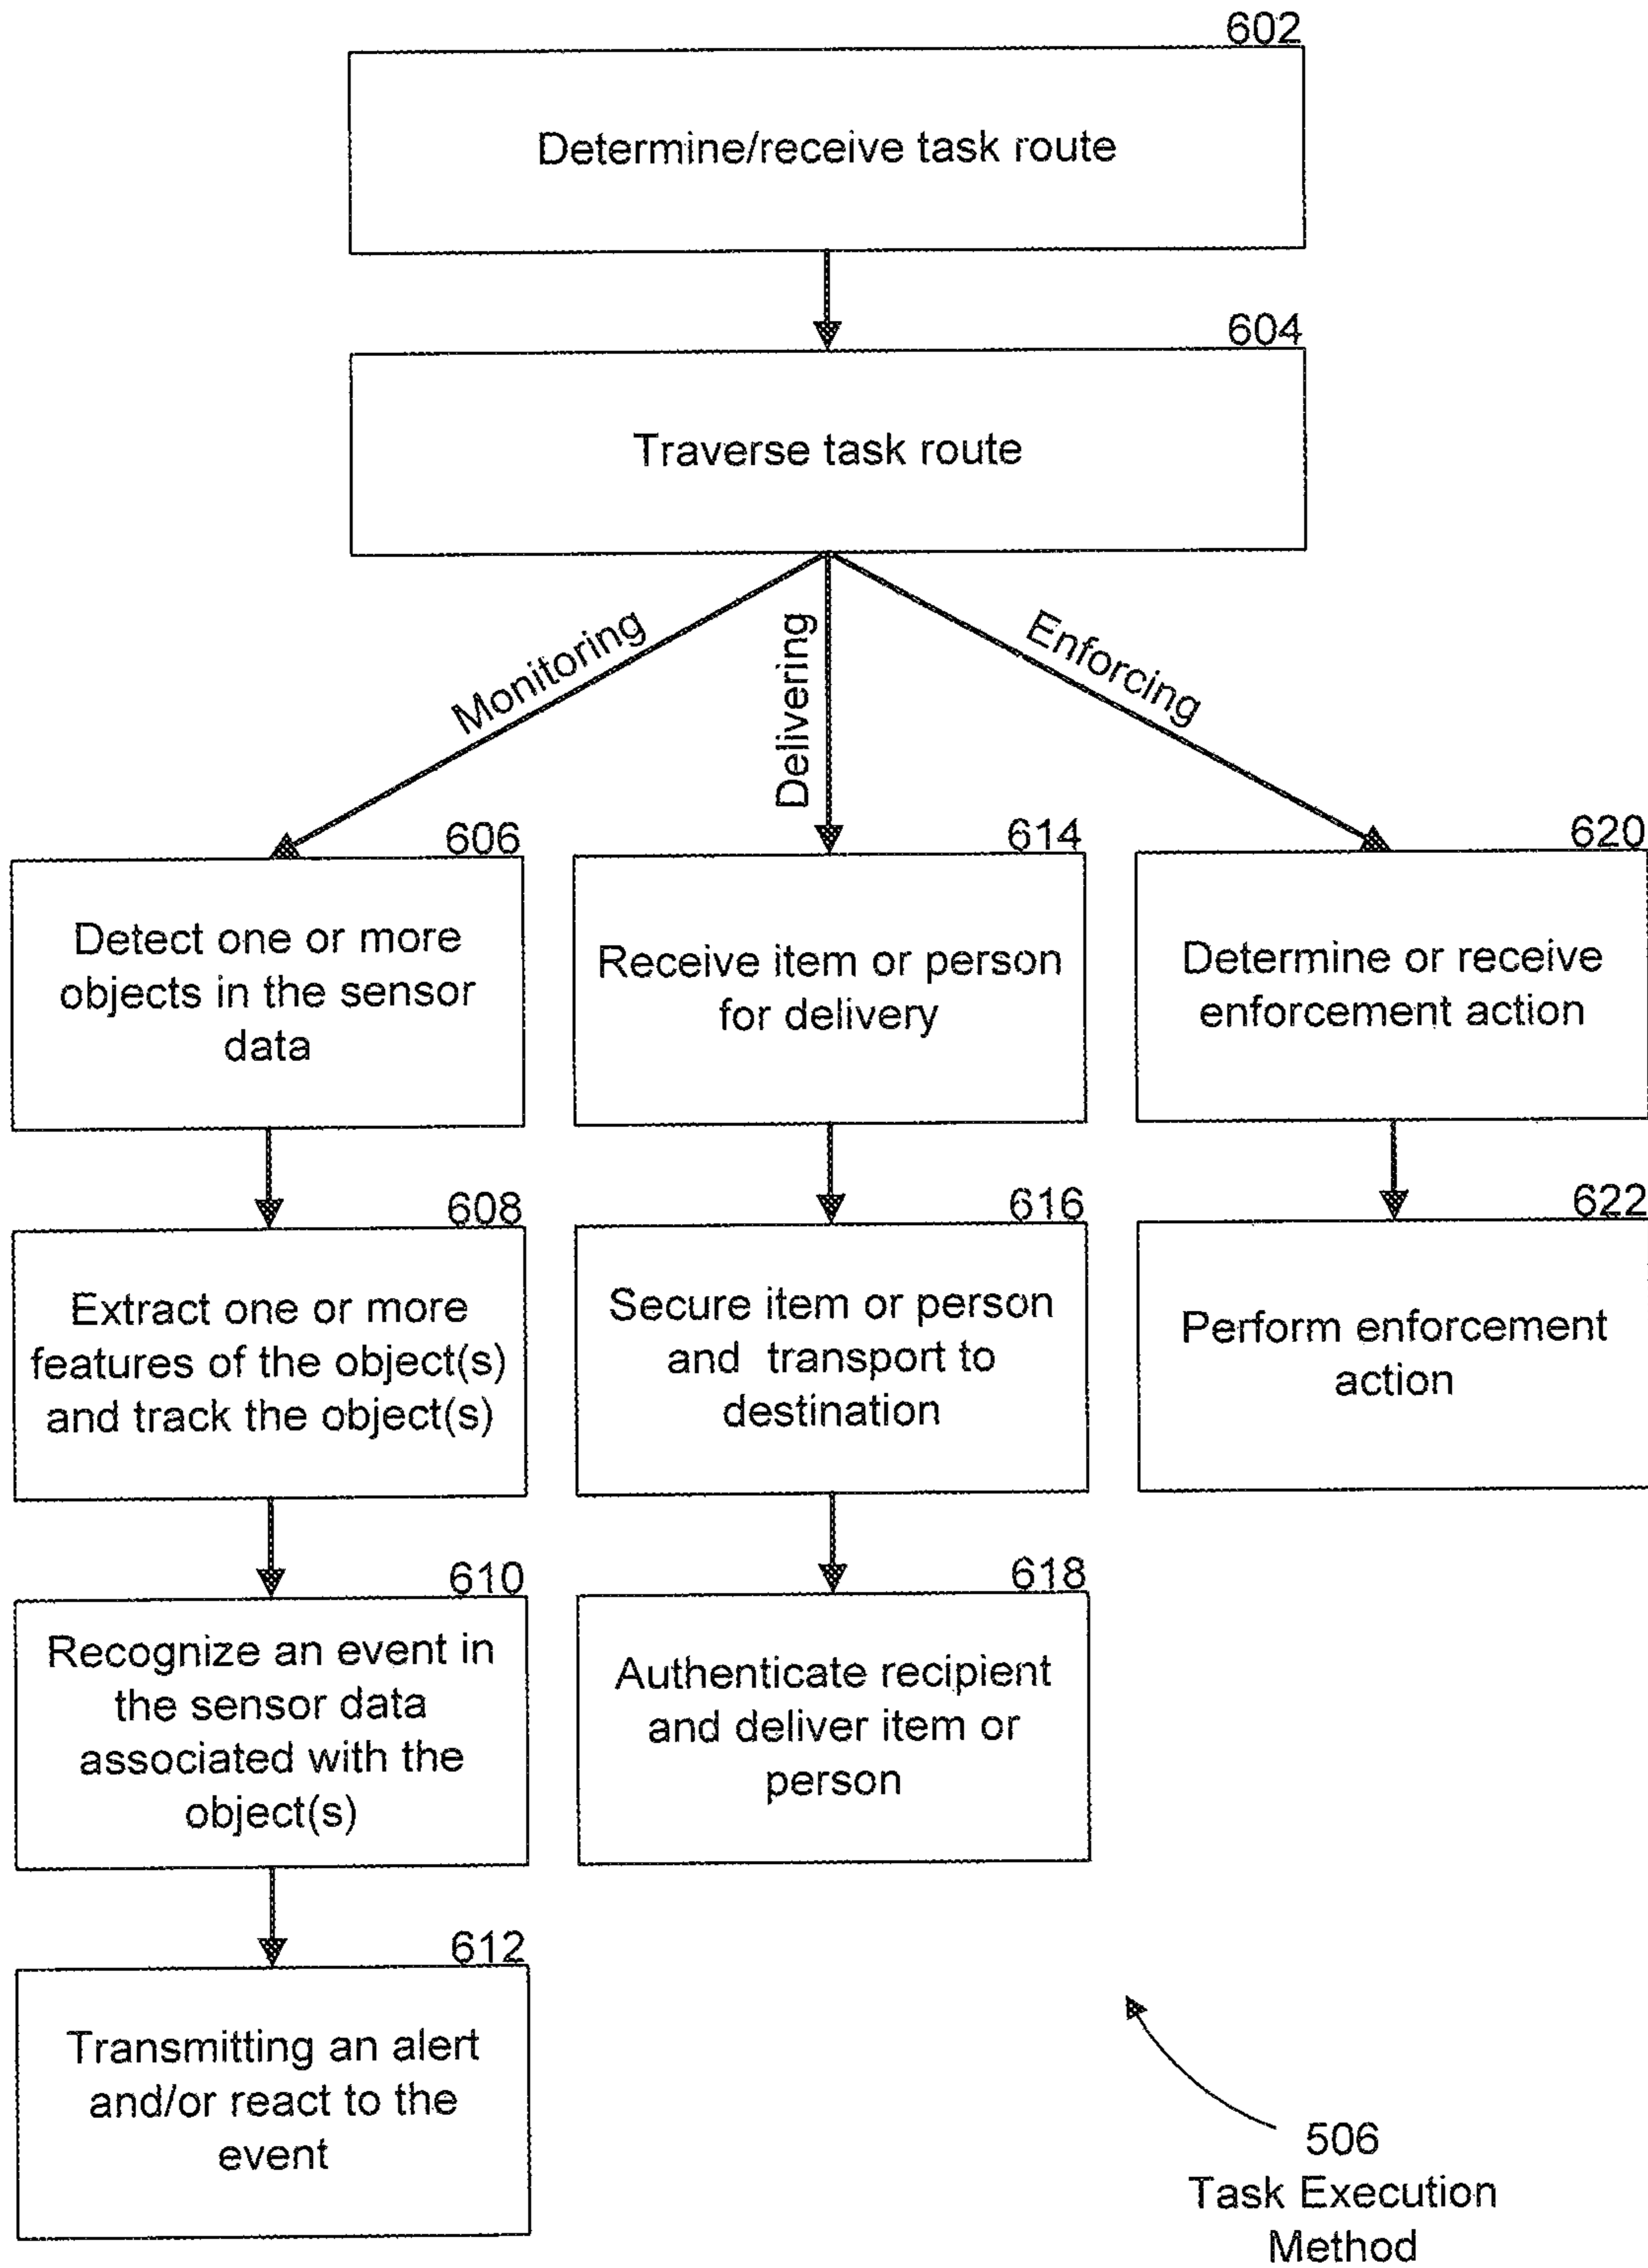 602
Determine/receive task route
604
Traverse task route
Monitoring
Delivering
Enforcing
606
Detect one or more
objects in the sensor
data
614
Receive item or person
for delivery
620
Determine or receive
enforcement action
608
Extract one or more
features of the object(s)
and track the object(s)
616
Secure item or person
and transport to
destination
622
Perform enforcement
action
610
Recognize an event in
the sensor data
associated with the
object(s)
618
Authenticate recipient
and deliver item or
person
612
Transmitting an alert
and/or react to the
event
506
Task Execution
Method